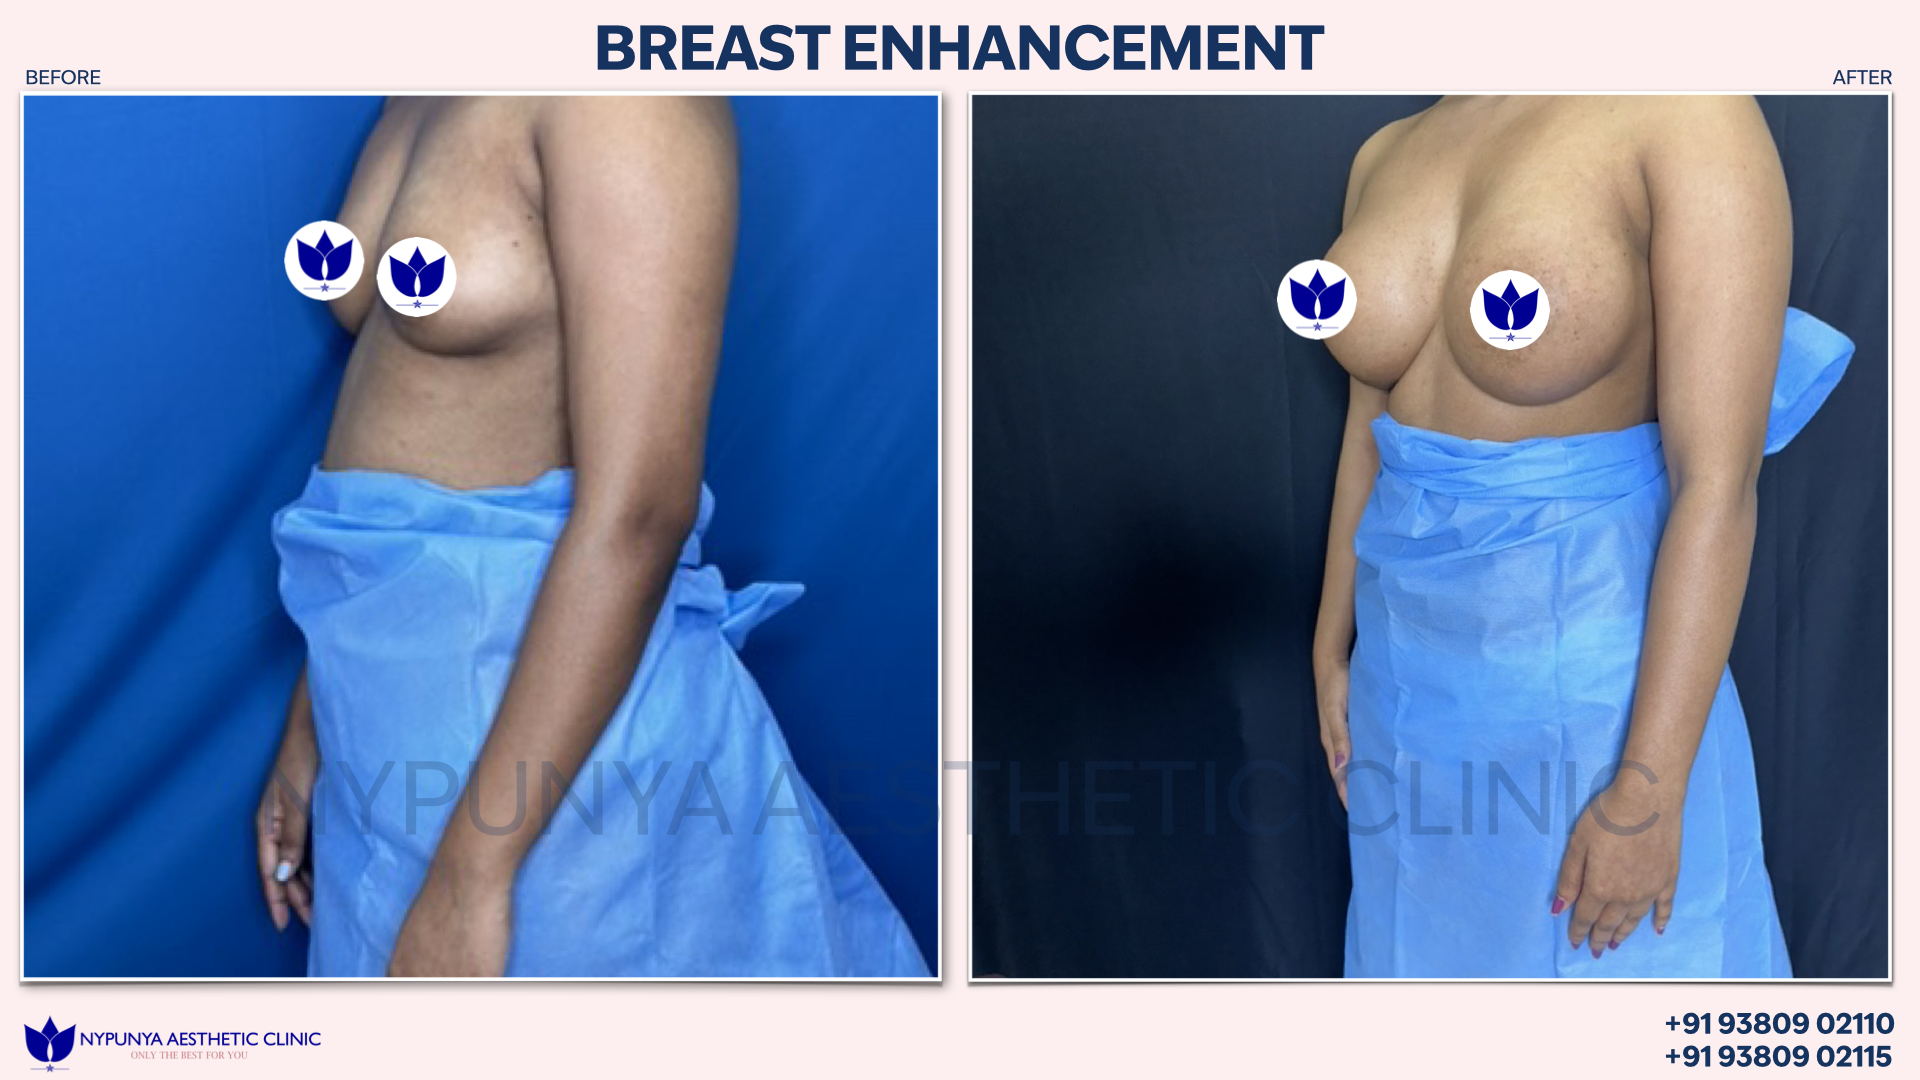 BREAST ENHANCEMENT
BEFORE
AFTER
NYPUNYA AESTHETIC CLINIC
NYPUNYA AESTHETIC CLINIC
ONLY THE BEST FOR YOU
+91 93809 02110
+91 93809 02115